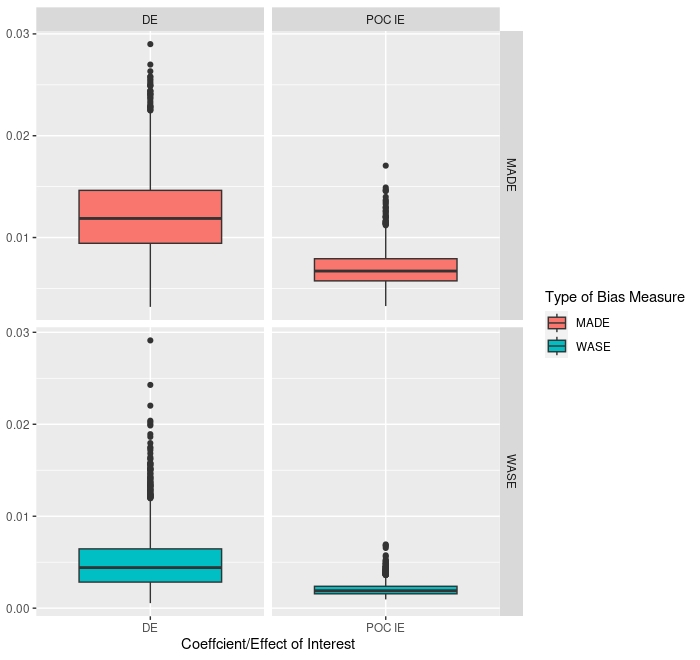 DE
POC IE
0.03
0.02
0.01
MADE
0.03
0.02
0.01
0.00
WASE
DE
POC IE
Coeffcient/Effect of Interest
Type of Bias Measure
MADE
WASE